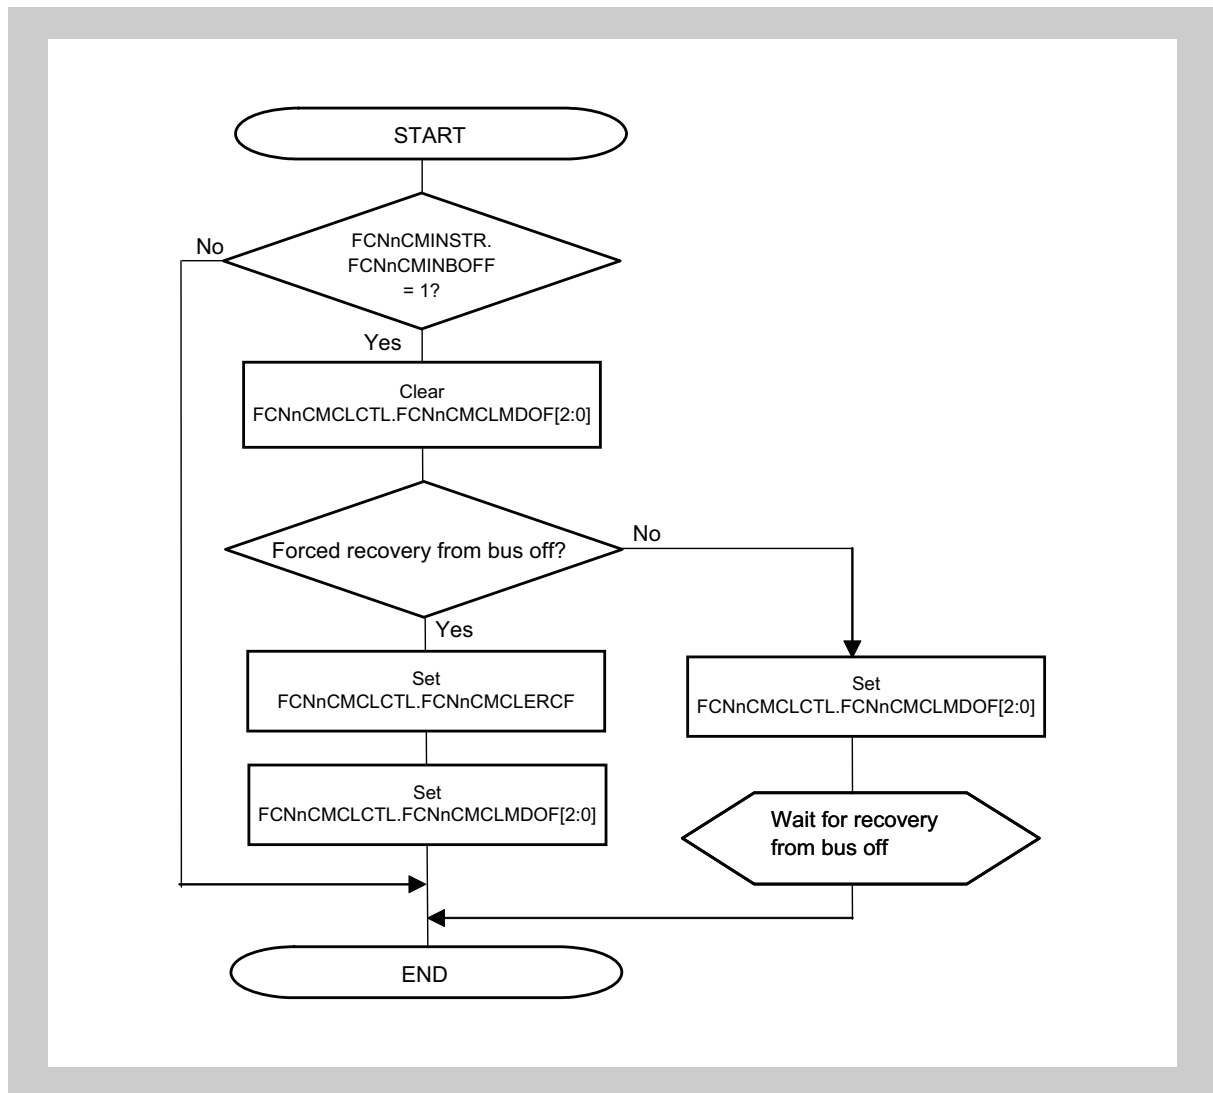 START
No
FCNnCMINSTR.
FCNnCMINBOFF
= 1?
Yes
Clear
FCNnCMCLCTL.FCNnCMCLMDOF[2:0]
Forced recovery from bus off?
No
Yes
Set
FCNnCMCLCTL.FCNnCMCLERCF
Set
FCNnCMCLCTL.FCNnCMCLMDOF[2:0]
Set
FCNnCMCLCTL.FCNnCMCLMDOF[2:0]
Wait for recovery
from bus off
END